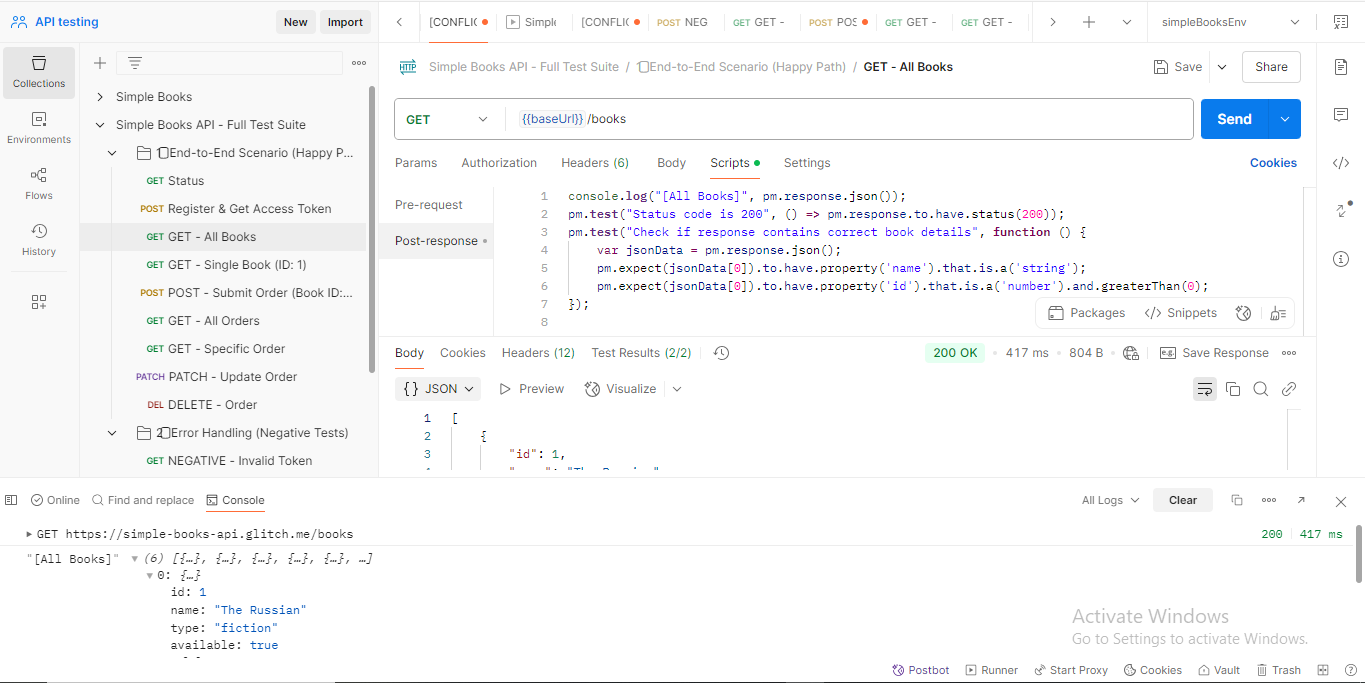 API testing
New
Import
[CONFLIC
Simple
[CONFLIC
POST NEG
GET GET -
POST POS
GET GET -
GET GET -
simpleBooksEnv
Collections
Environments
Flows
History
Simple Books
Simple Books API - Full Test Suite
End-to-End Scenario (Happy P...
GET Status
POST Register & Get Access Token
GET GET - All Books
GET GET - Single Book (ID: 1)
POST POST - Submit Order (Book ID:...
GET GET - All Orders
GET GET - Specific Order
PATCH PATCH - Update Order
DEL DELETE - Order
Error Handling (Negative Tests)
GET NEGATIVE - Invalid Token
HTTP Simple Books API - Full Test Suite / End-to-End Scenario (Happy Path) / GET - All Books
Save
Share
GET
{{baseUrl}} /books
Send
Params Authorization Headers (6) Body Scripts Settings
Cookies
Pre-request
Post-response
1 console.log("[All Books]", pm.response.json());
2 pm.test("Status code is 200", () => pm.response.to.have.status(200));
3 pm.test("Check if response contains correct book details", function () {
4 var jsonData = pm.response.json();
5 pm.expect(jsonData[0]).to.have.property('name').that.is.a('string');
6 pm.expect(jsonData[0]).to.have.property('id').that.is.a('number').and.greaterThan(0);
7 });
8
Packages
Snippets
Body Cookies Headers (12) Test Results (2/2)
200 OK • 417 ms • 804 B
e.g. Save Response
{} JSON
Preview
Visualize
1 [
2 {
3 "id": 1,
Online
Find and replace
Console
All Logs
Clear
GET https://simple-books-api.glitch.me/books
200 417 ms
"[All Books]" (6) [{…}, {…}, {…}, {…}, {…}, …]
0: {…}
id: 1
name: "The Russian"
type: "fiction"
available: true
Activate Windows
Go to Settings to activate Windows.
Postbot
Runner
Start Proxy
Cookies
Vault
Trash